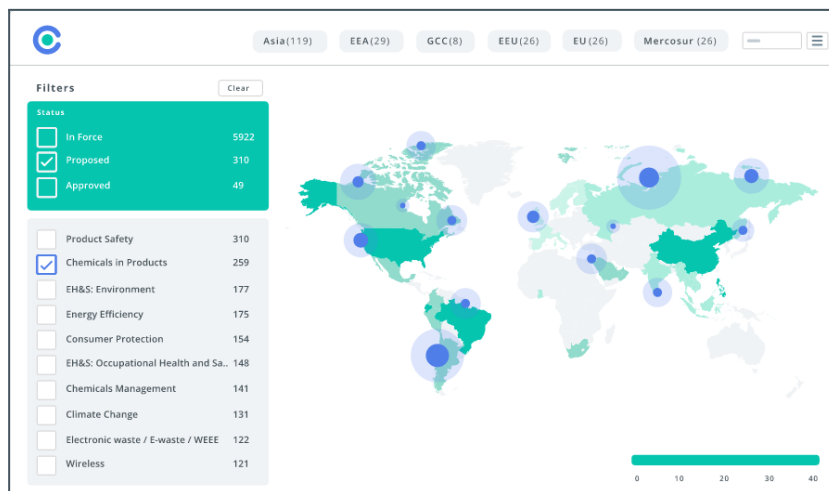 Asia(119) EEA(29) GCC(8) EEU(26) EU(26) Mercosur (26)
Filters Clear
Status
In Force 5922
Proposed 310
Approved 49
Product Safety 310
Chemicals in Products 259
EH&S: Environment 177
Energy Efficiency 175
Consumer Protection 154
EH&S: Occupational Health and Sa.. 148
Chemicals Management 141
Climate Change 131
Electronic waste / E-waste / WEEE 122
Wireless 121
0 10 20 30 40